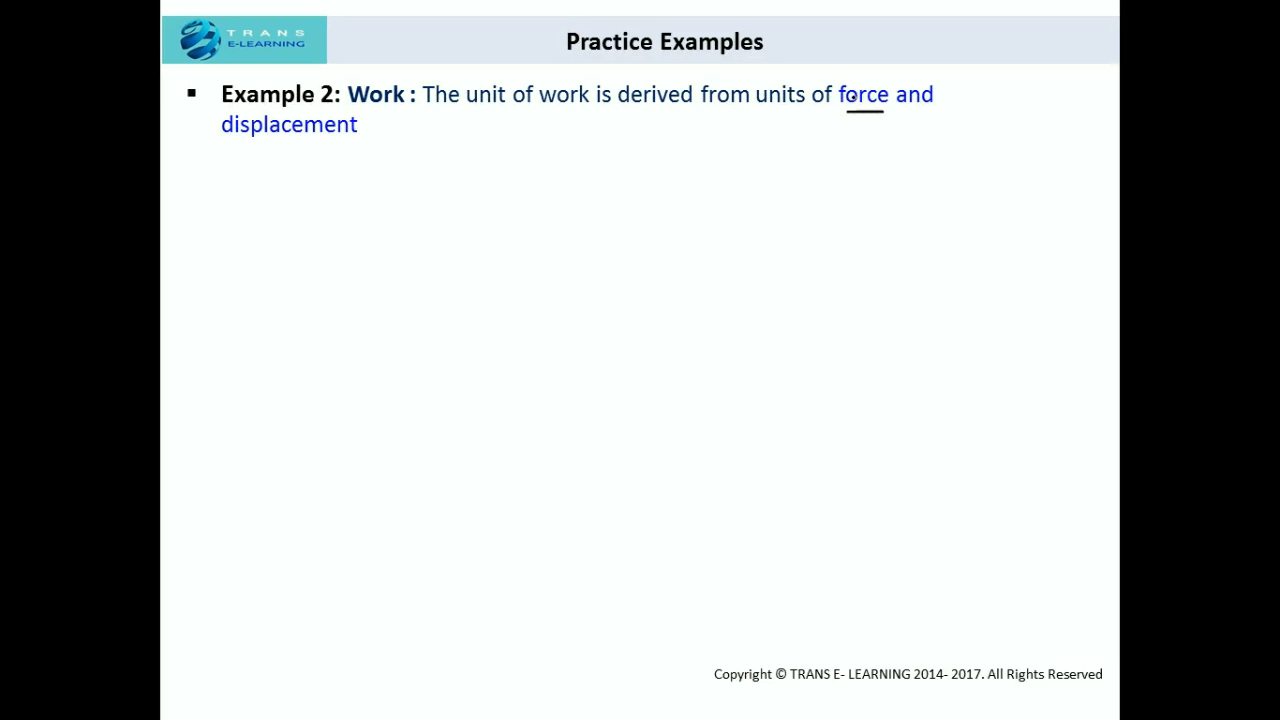 TRANS
E-LEARNING
Practice Examples
▪ Example 2: Work : The unit of work is derived from units of force and
displacement
Copyright © TRANS E- LEARNING 2014- 2017. All Rights Reserved